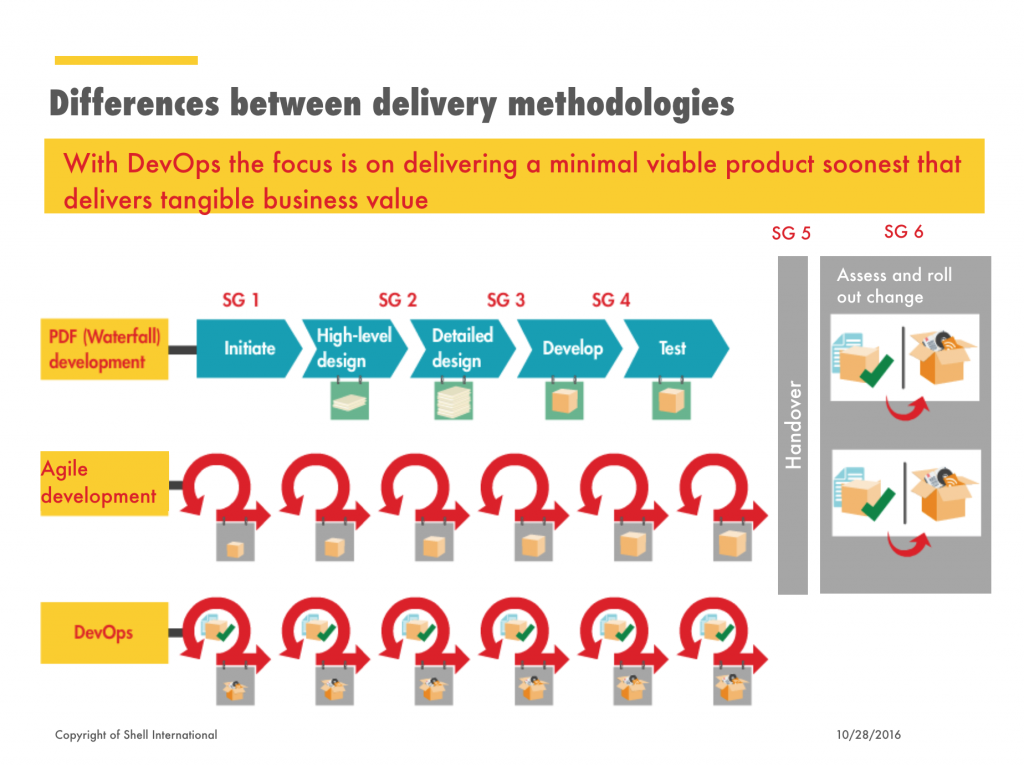 Differences between delivery methodologies
With DevOps the focus is on delivering a minimal viable product soonest that
delivers tangible business value
SG 5
SG 6
Assess and roll
out change
SG 1
SG 2
SG 3
SG 4
PDF (Waterfall)
development
Initiate
High-level
design
Detailed
design
Develop
Test
Handover
Agile
development
DevOps
Copyright of Shell International
10/28/2016